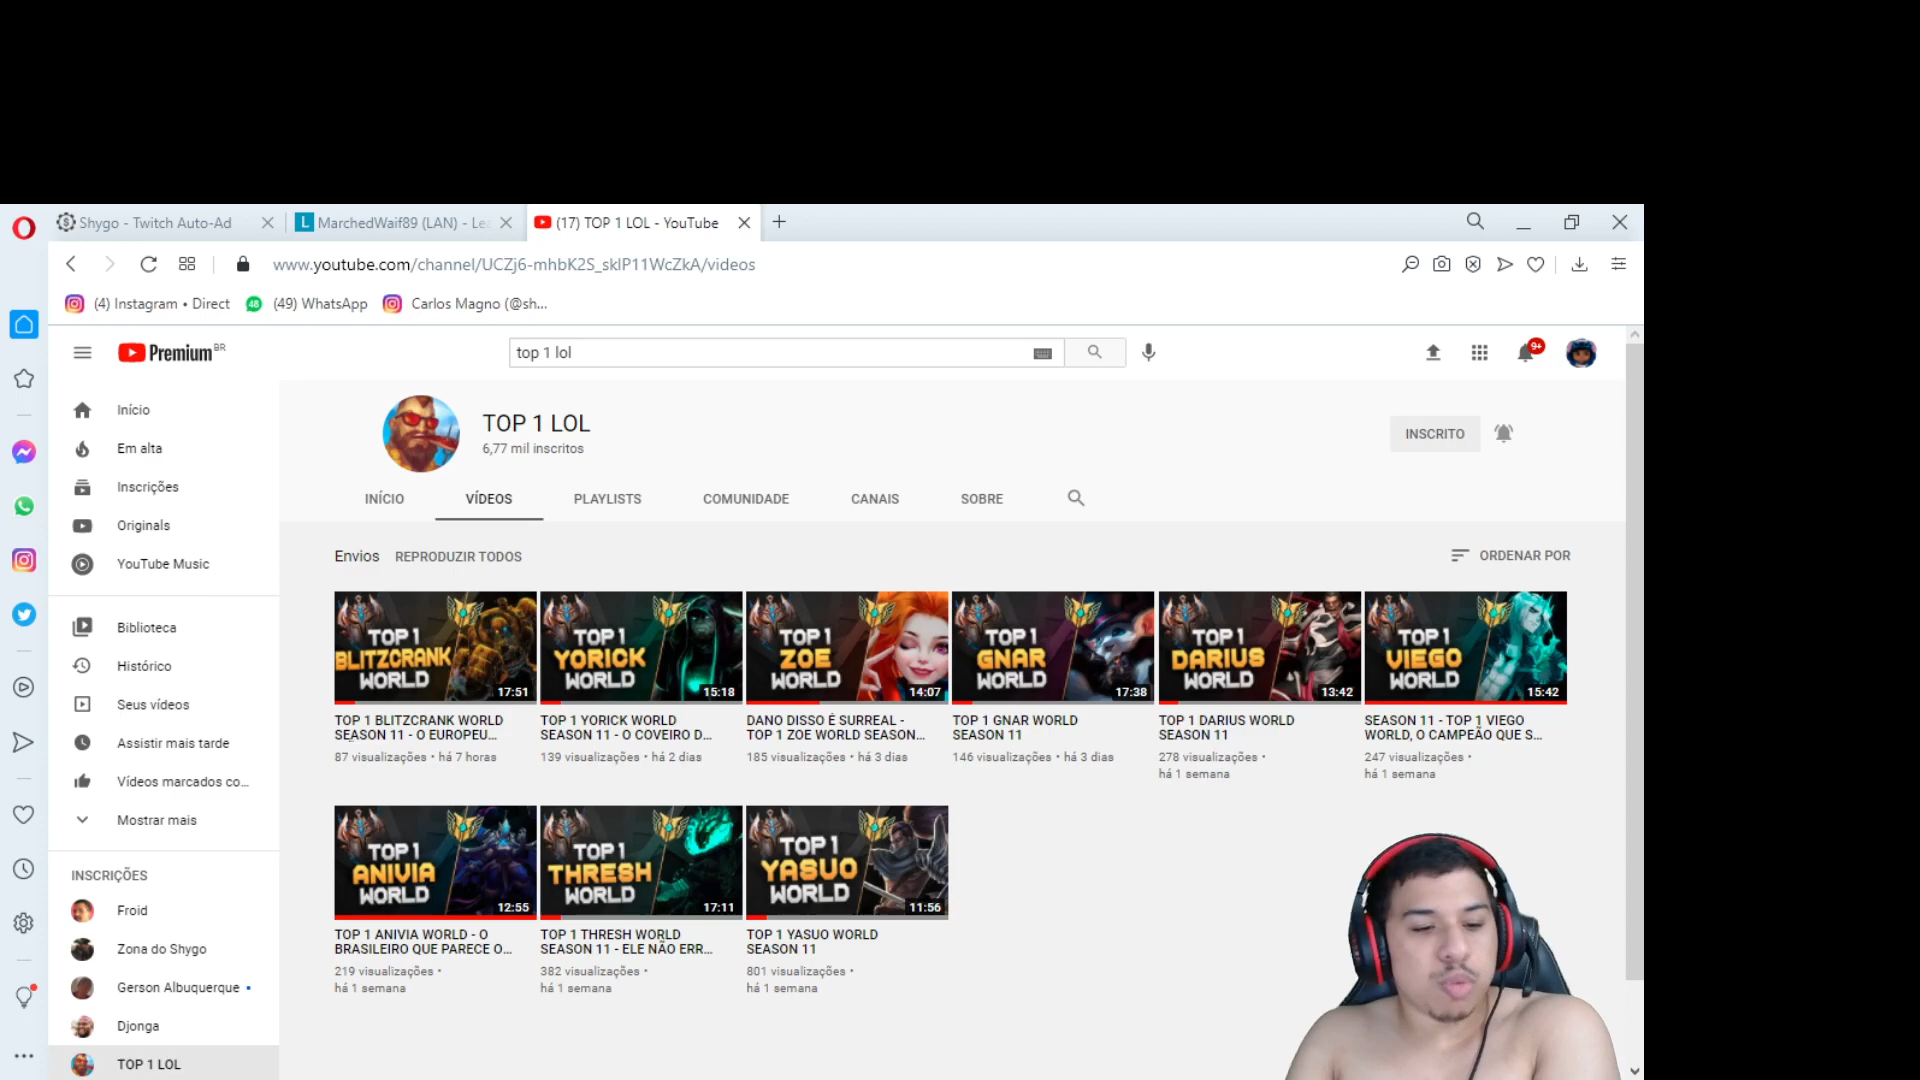 Shygo - Twitch Auto-Ad
MarchedWaif89 (LAN) - Le
(17) TOP 1 LOL - YouTube
www.youtube.com/channel/UCZj6-mhbK2S_skIP11WcZkA/videos
(4) Instagram • Direct
48
(49) WhatsApp
Carlos Magno (@sh...
Premium BR
top 1 lol
9+
Início
Em alta
Inscrições
Originals
YouTube Music
Biblioteca
Histórico
Seus vídeos
Assistir mais tarde
Vídeos marcados co...
Mostrar mais
INSCRIÇÕES
Froid
Zona do Shygo
Gerson Albuquerque •
Djonga
TOP 1 LOL
TOP 1 LOL
6,77 mil inscritos
INSCRITO
INÍCIO VÍDEOS PLAYLISTS COMUNIDADE CANAIS SOBRE
Envios REPRODUZIR TODOS
ORDENAR POR
TOP 1
BLITZCRANK
WORLD
17:51
TOP 1 BLITZCRANK WORLD
SEASON 11 - O EUROPEU...
87 visualizações • há 7 horas
TOP 1
YORICK
WORLD
15:18
TOP 1 YORICK WORLD
SEASON 11 - O COVEIRO D...
139 visualizações • há 2 dias
TOP 1
ZOE
WORLD
14:07
DANO DISSO É SURREAL -
TOP 1 ZOE WORLD SEASON...
185 visualizações • há 3 dias
TOP 1
GNAR
WORLD
17:38
TOP 1 GNAR WORLD
SEASON 11
146 visualizações • há 3 dias
TOP 1
DARIUS
WORLD
13:42
TOP 1 DARIUS WORLD
SEASON 11
278 visualizações •
há 1 semana
TOP 1
VIEGO
WORLD
15:42
SEASON 11 - TOP 1 VIEGO
WORLD, O CAMPEÃO QUE S...
247 visualizações •
há 1 semana
TOP 1
ANIVIA
WORLD
12:55
TOP 1 ANIVIA WORLD - O
BRASILEIRO QUE PARECE O...
219 visualizações •
há 1 semana
TOP 1
THRESH
WORLD
17:11
TOP 1 THRESH WORLD
SEASON 11 - ELE NÃO ERR...
382 visualizações •
há 1 semana
TOP 1
YASUO
WORLD
11:56
TOP 1 YASUO WORLD
SEASON 11
801 visualizações •
há 1 semana